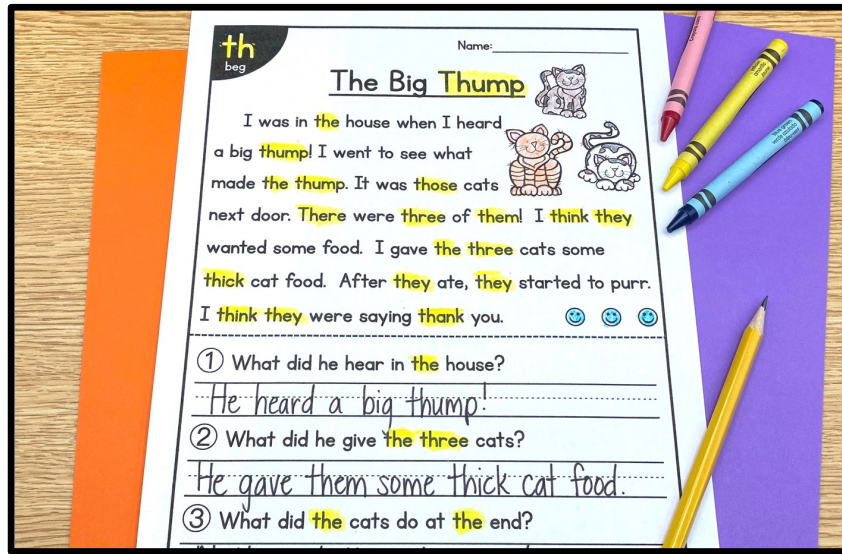 th
beg
Name:
The Big Thump
I was in the house when I heard
a big thump! I went to see what
made the thump. It was those cats
next door. There were three of them! I think they
wanted some food. I gave the three cats some
thick cat food. After they ate, they started to purr.
I think they were saying thank you.
1 What did he hear in the house?
He heard a big thump!
2 What did he give the three cats?
He gave them some thick cat food.
3 What did the cats do at the end?